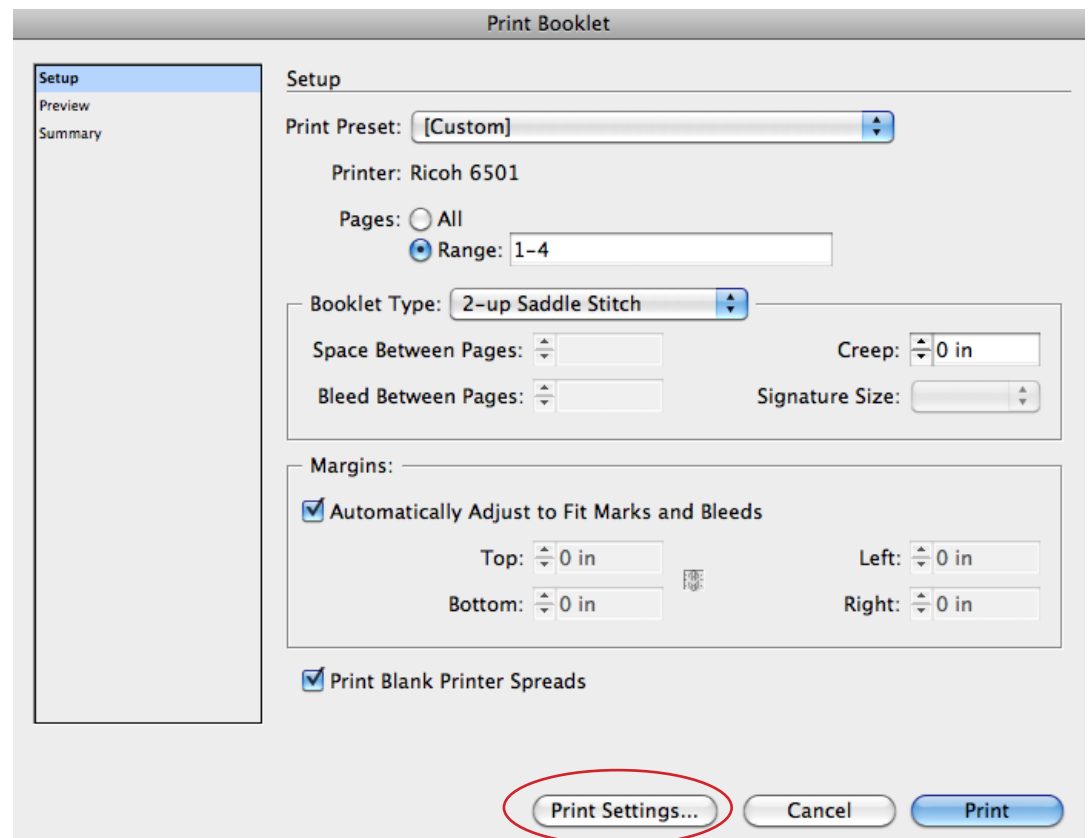 Print Booklet
Setup
Preview
Summary
Setup
Print Preset: [Custom]
Printer: Ricoh 6501
Pages: All
Range: 1-4
Booklet Type: 2-up Saddle Stitch
Space Between Pages: Creep: 0 in
Bleed Between Pages: Signature Size:
Margins:
Automatically Adjust to Fit Marks and Bleeds
Top: 0 in Left: 0 in
Bottom: 0 in Right: 0 in
Print Blank Printer Spreads
Print Settings... Cancel Print